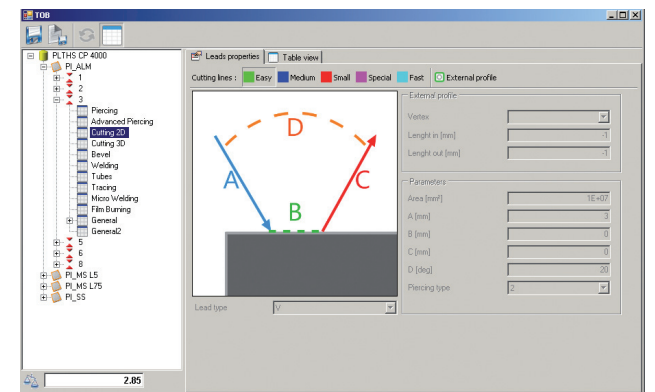 TOB
PLTHS CP 4000
PI_ALM
1
2
3
Piercing
Advanced Piercing
Cutting 2D
Cutting 3D
Bevel
Welding
Tubes
Tracing
Micro Welding
Film Burning
General
General2
5
6
8
PI_MS L5
PI_MS L75
PI_SS
2.85
Leads properties Table view
Cutting lines : Easy Medium Small Special Fast External profile
D
A
C
B
Lead type V
External profile
Vertex
Lenght in [mm] -1
Lenght out [mm] -1
Parameters
Area [mm²] 1E+07
A [mm] 3
B [mm] 0
C [mm] 0
D [deg] 20
Piercing type 2